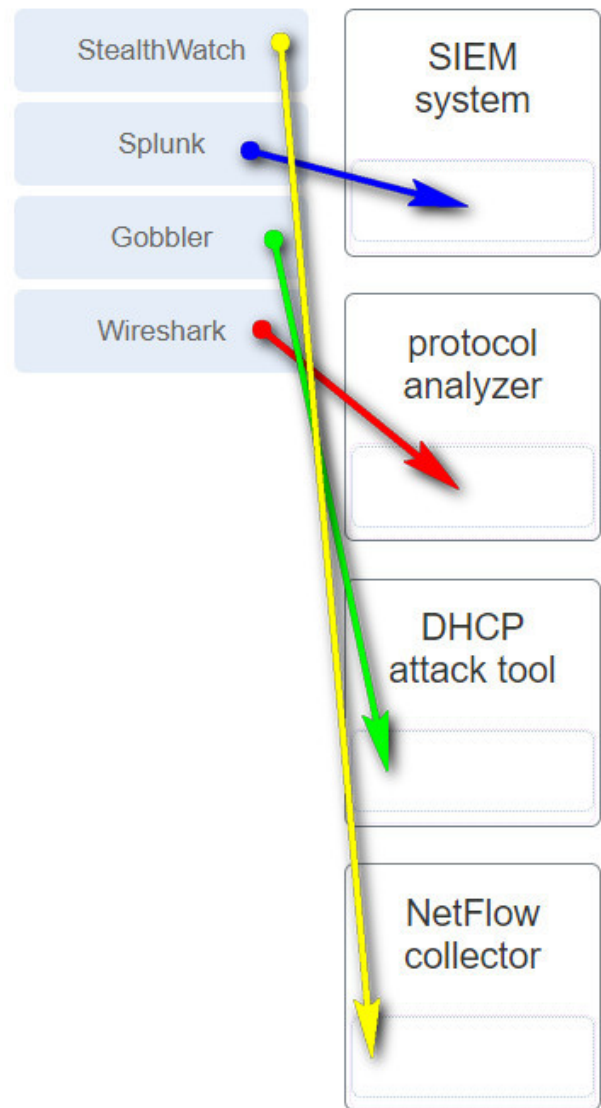 StealthWatch
Splunk
Gobbler
Wireshark
SIEM
system
protocol
analyzer
DHCP
attack tool
NetFlow
collector